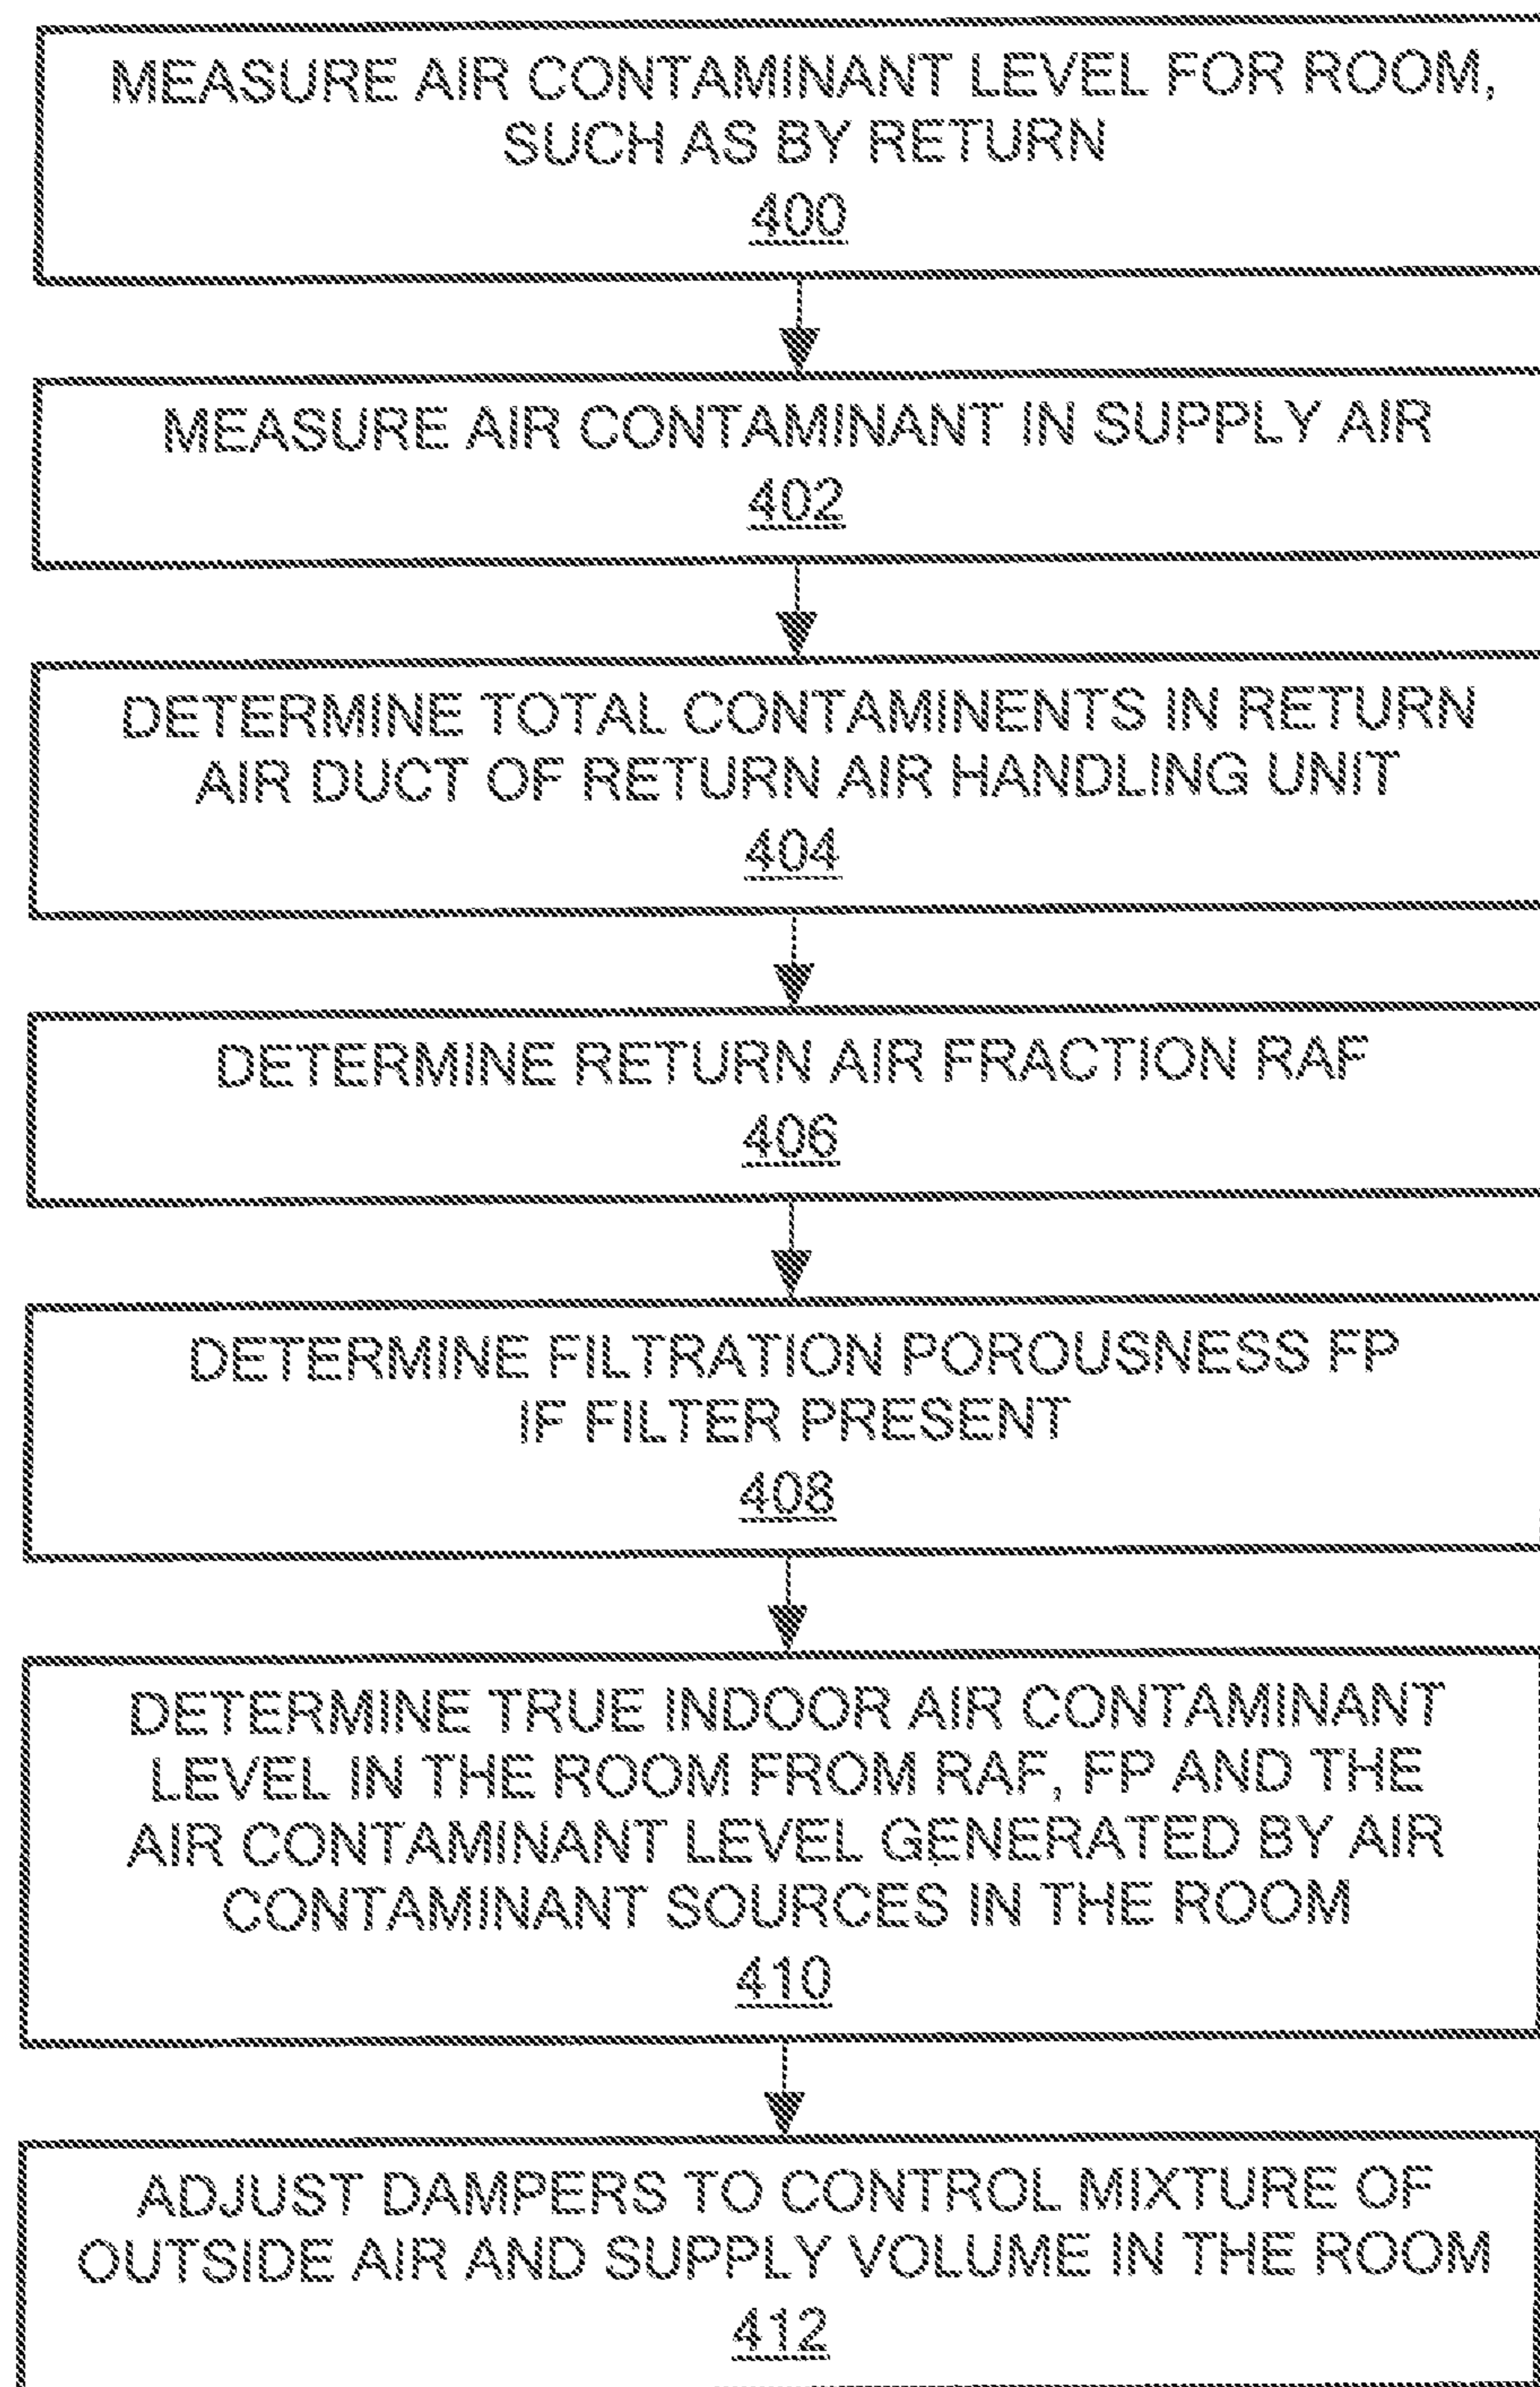 MEASURE AIR CONTAMINANT LEVEL FOR ROOM,
SUCH AS BY RETURN
400
MEASURE AIR CONTAMINANT IN SUPPLY AIR
402
DETERMINE TOTAL CONTAMINENTS IN RETURN
AIR DUCT OF RETURN AIR HANDLING UNIT
404
DETERMINE RETURN AIR FRACTION RAF
406
DETERMINE FILTRATION POROUSNESS FP
IF FILTER PRESENT
408
DETERMINE TRUE INDOOR AIR CONTAMINANT
LEVEL IN THE ROOM FROM RAF, FP AND THE
AIR CONTAMINANT LEVEL GENERATED BY AIR
CONTAMINANT SOURCES IN THE ROOM
410
ADJUST DAMPERS TO CONTROL MIXTURE OF
OUTSIDE AIR AND SUPPLY VOLUME IN THE ROOM
412